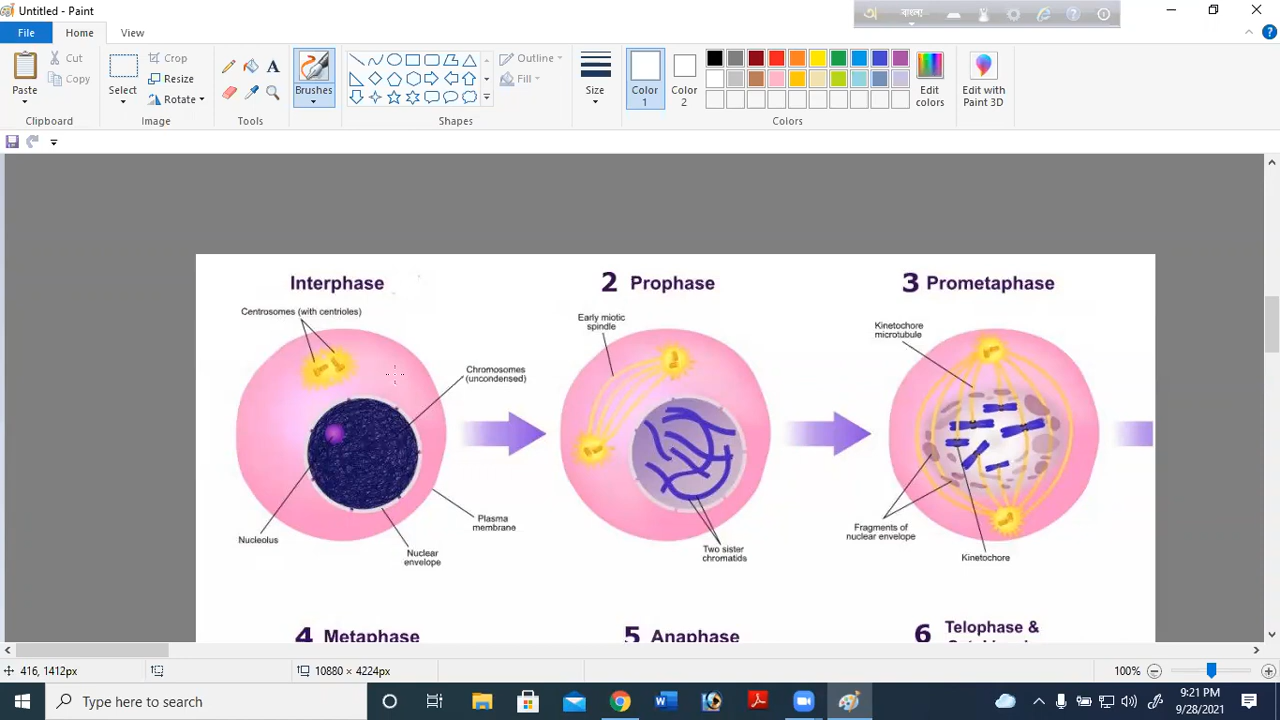 Untitled - Paint
বাংলা
File
Home
View
Paste
Cut
Copy
Clipboard
Select
Crop
Resize
Rotate
Image
A
Tools
Brushes
Shapes
Outline
Fill
Size
Color
1
Color
2
Colors
Edit
colors
Edit with
Paint 3D
Interphase
2 Prophase
3 Prometaphase
Centrosomes (with centrioles)
Chromosomes
(uncondensed)
Nucleolus
Plasma
membrane
Nuclear
envelope
Early miotic
spindle
Two sister
chromatids
Kinetochore
microtubule
Fragments of
nuclear envelope
Kinetochore
4 Metaphase
5 Anaphase
6 Telophase &
416, 1412px
10880 × 4224px
100%
Type here to search
9:21 PM
9/28/2021